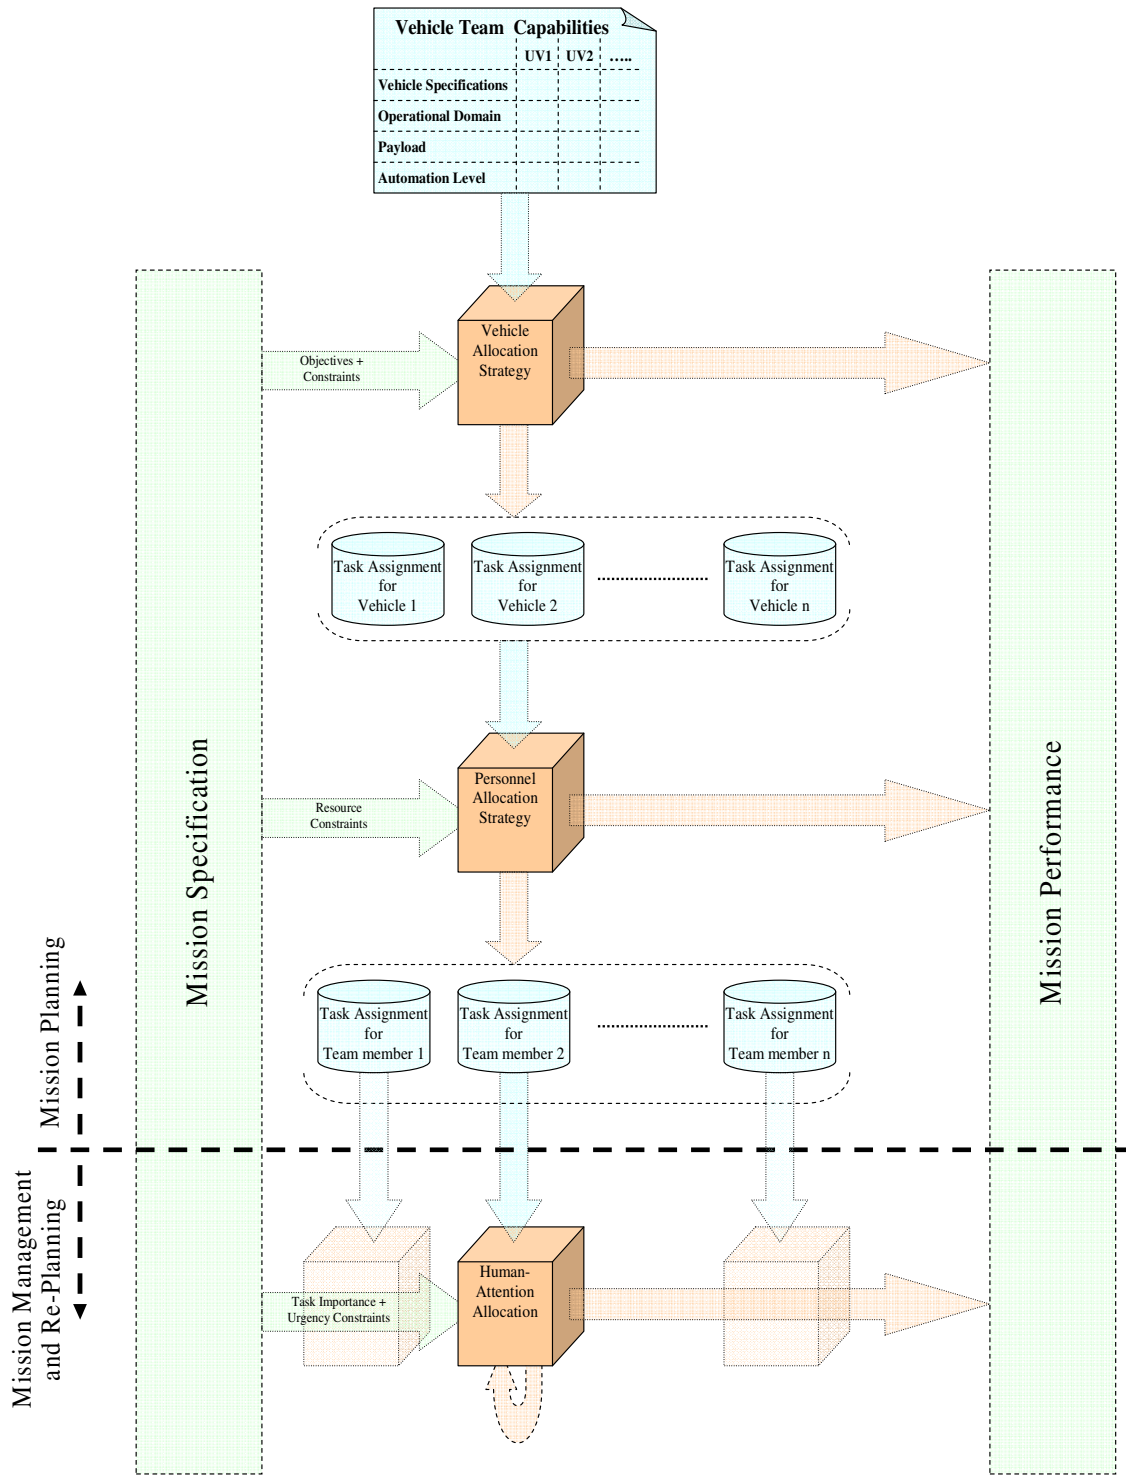 Vehicle Team Capabilities
UV1 UV2 .....
Vehicle Specifications
Operational Domain
Payload
Automation Level
Vehicle
Allocation
Strategy
Objectives +
Constraints
Task Assignment
for
Vehicle 1
Task Assignment
for
Vehicle 2
Task Assignment
for
Vehicle n
Mission Specification
Personnel
Allocation
Strategy
Resource
Constraints
Mission Performance
Mission Planning
Task Assignment
for
Team member 1
Task Assignment
for
Team member 2
Task Assignment
for
Team member n
Mission Management
and Re-Planning
Human-
Attention
Allocation
Task Importance +
Urgency Constraints